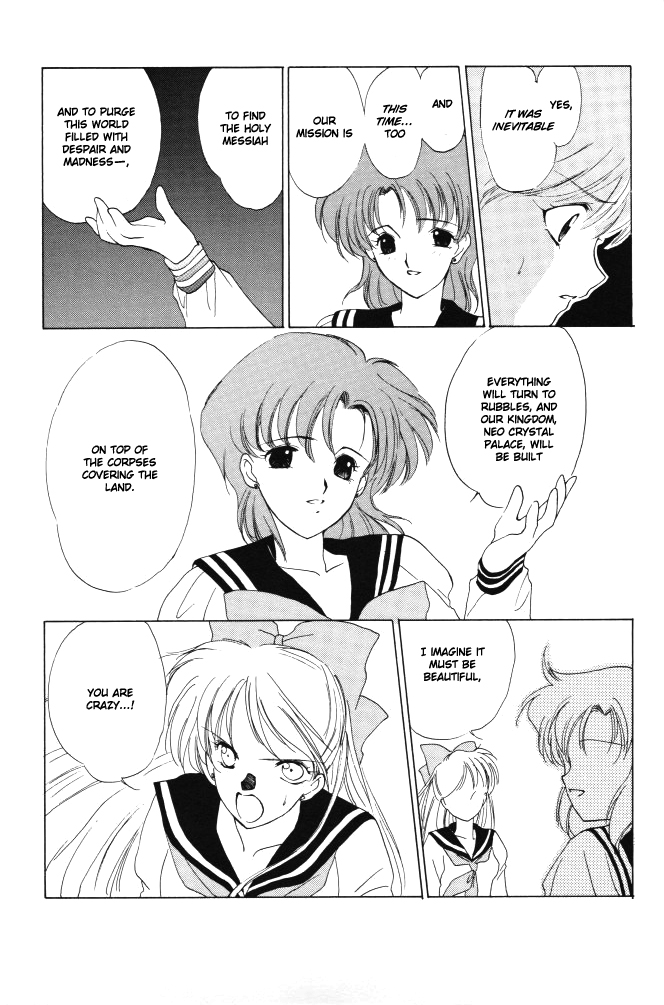 YES,
IT WAS
INEVITABLE
AND
THIS
TIME...
TOO
OUR
MISSION IS
TO FIND
THE HOLY
MESSIAH
AND TO PURGE
THIS WORLD
FILLED WITH
DESPAIR AND
MADNESS—,
EVERYTHING
WILL TURN TO
RUBBLES, AND
OUR KINGDOM,
NEO CRYSTAL
PALACE, WILL
BE BUILT
ON TOP OF
THE CORPSES
COVERING THE
LAND.
I IMAGINE IT
MUST BE
BEAUTIFUL,
YOU ARE
CRAZY...!